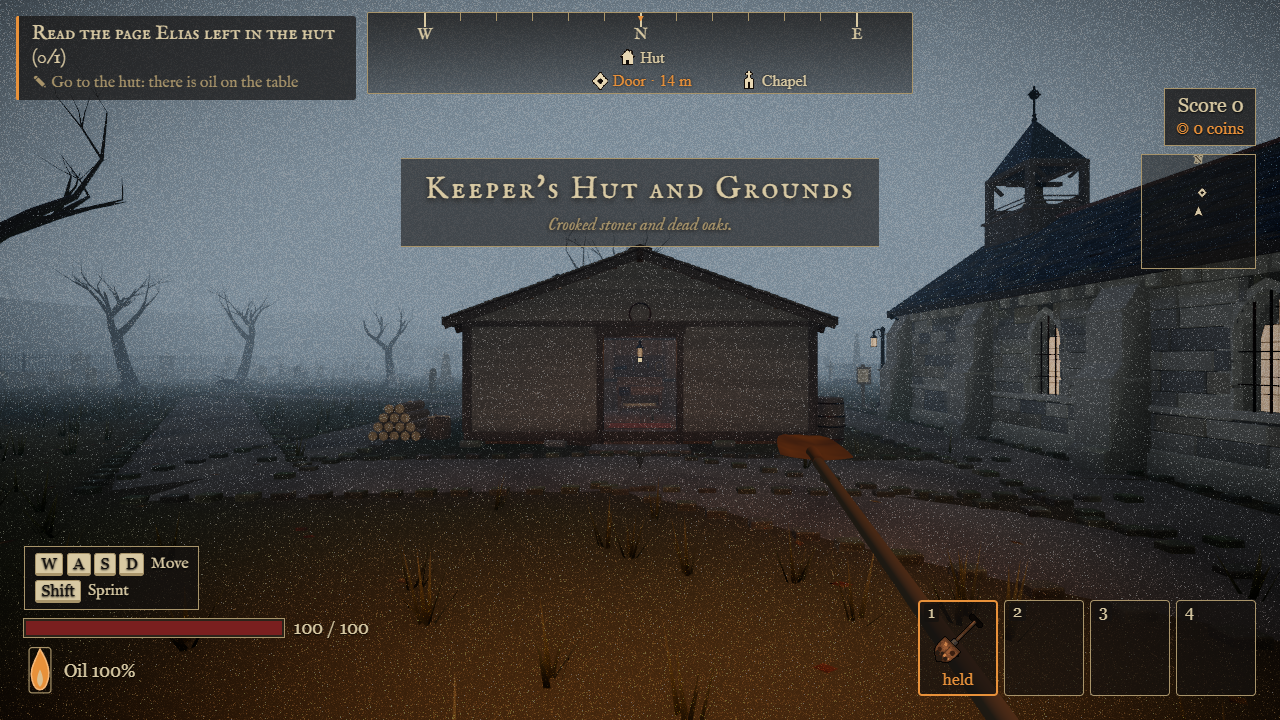 Read the page Elias left in the hut
(0/1)
Go to the hut: there is oil on the table
W N E
Hut
Door · 14 m Chapel
Score 0
0 coins
N
Keeper's Hut and Grounds
Crooked stones and dead oaks.
W A S D Move
Shift Sprint
100 / 100
Oil 100%
1 2 3 4
held